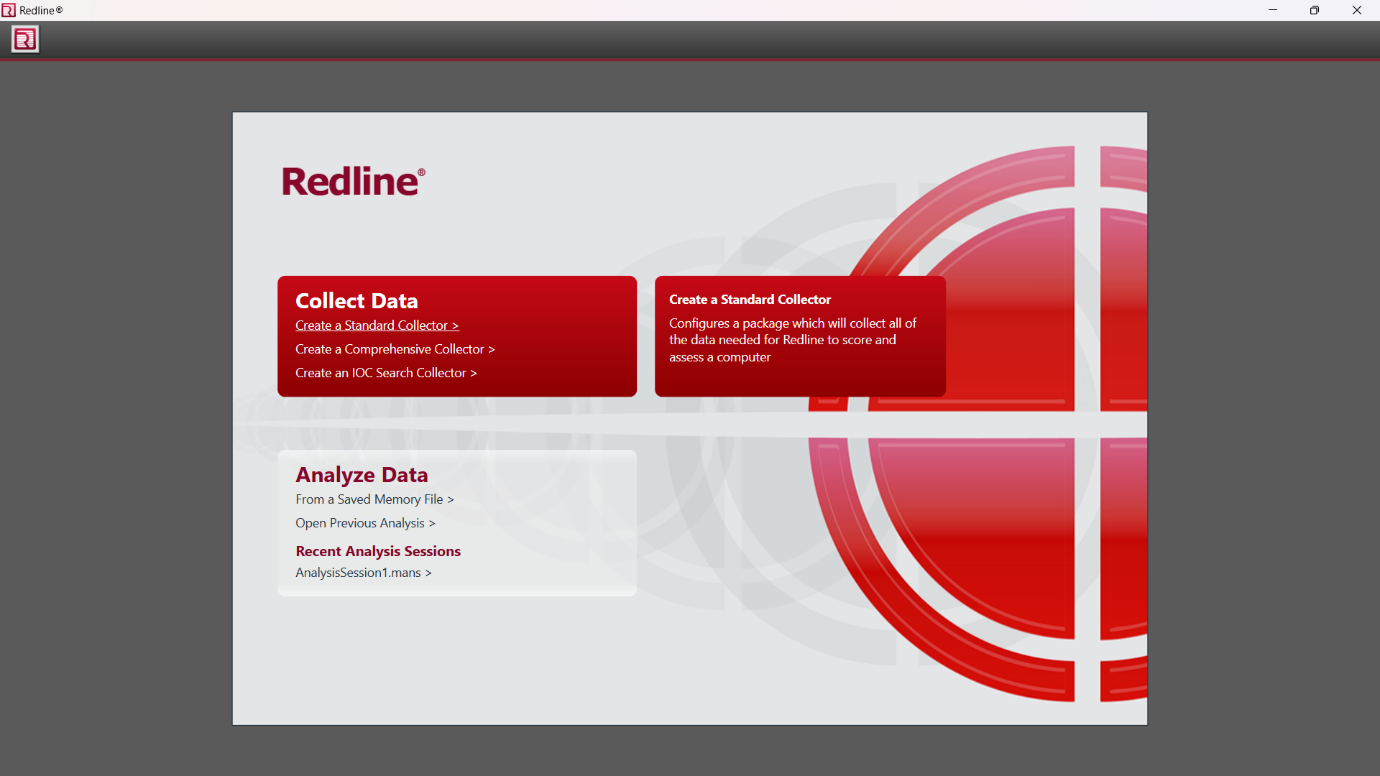 Redline®
Redline®
Collect Data
Create a Standard Collector >
Create a Comprehensive Collector >
Create an IOC Search Collector >
Create a Standard Collector
Configures a package which will collect all of
the data needed for Redline to score and
assess a computer
Analyze Data
From a Saved Memory File >
Open Previous Analysis >
Recent Analysis Sessions
AnalysisSession1.mans >